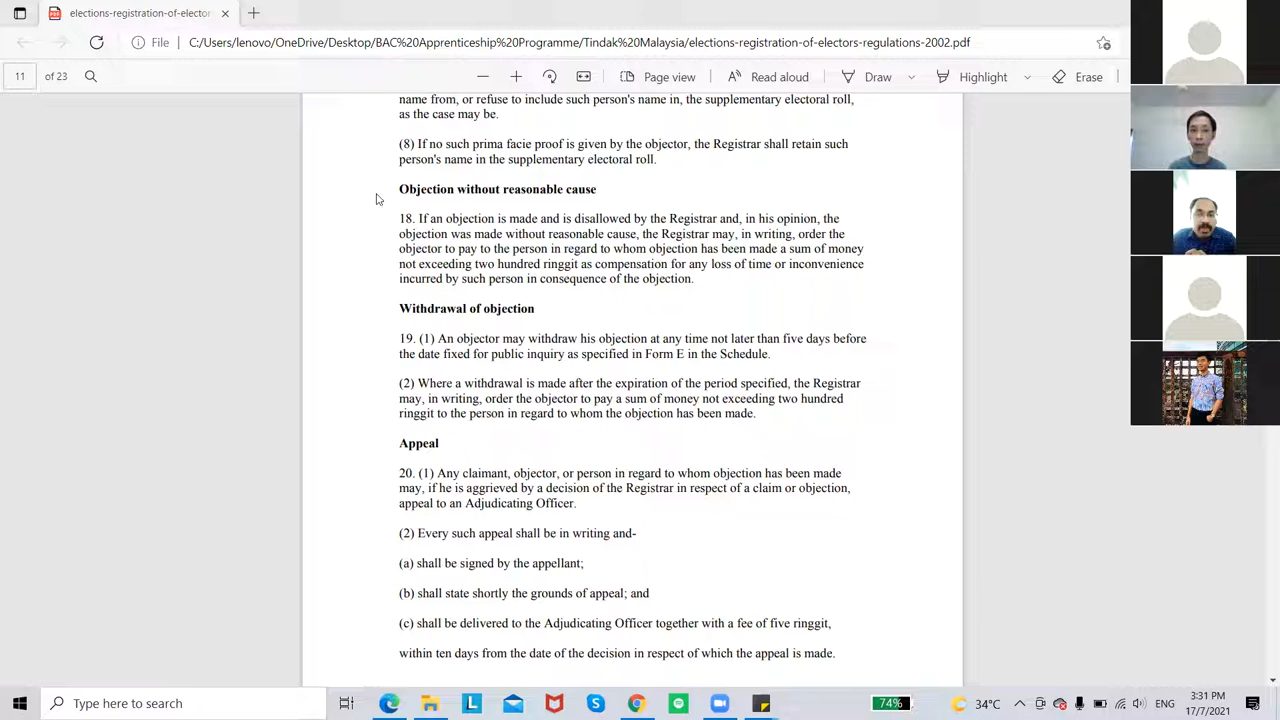 elections-registration-of-elector
File
C:/Users/lenovo/OneDrive/Desktop/BAC%20Apprenticeship%20Programme/Tindak%20Malaysia/elections-registration-of-electors-regulations-2002.pdf
11
of 23
Page view
Read aloud
Draw
Highlight
Erase
name from, or refuse to include such person's name in, the supplementary electoral roll,
as the case may be.
(8) If no such prima facie proof is given by the objector, the Registrar shall retain such
person's name in the supplementary electoral roll.
Objection without reasonable cause
18. If an objection is made and is disallowed by the Registrar and, in his opinion, the
objection was made without reasonable cause, the Registrar may, in writing, order the
objector to pay to the person in regard to whom objection has been made a sum of money
not exceeding two hundred ringgit as compensation for any loss of time or inconvenience
incurred by such person in consequence of the objection.
Withdrawal of objection
19. (1) An objector may withdraw his objection at any time not later than five days before
the date fixed for public inquiry as specified in Form E in the Schedule.
(2) Where a withdrawal is made after the expiration of the period specified, the Registrar
may, in writing, order the objector to pay a sum of money not exceeding two hundred
ringgit to the person in regard to whom the objection has been made.
Appeal
20. (1) Any claimant, objector, or person in regard to whom objection has been made
may, if he is aggrieved by a decision of the Registrar in respect of a claim or objection,
appeal to an Adjudicating Officer.
(2) Every such appeal shall be in writing and-
(a) shall be signed by the appellant;
(b) shall state shortly the grounds of appeal; and
(c) shall be delivered to the Adjudicating Officer together with a fee of five ringgit,
within ten days from the date of the decision in respect of which the appeal is made.
Type here to search
74%
34°C
ENG
3:31 PM
17/7/2021